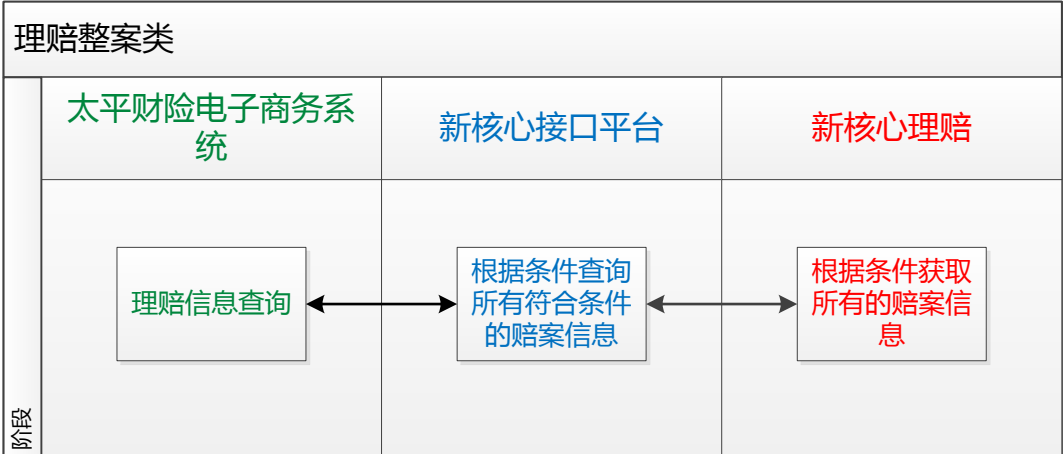 理赔整案类
太平财险电子商务系
统
新核心接口平台
新核心理赔
理赔信息查询
根据条件查询
所有符合条件
的赔案信息
根据条件获取
所有的赔案信
息
阶段